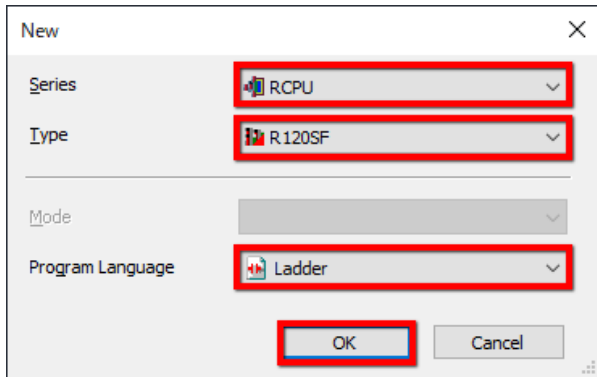 New
Series RCPU
Type R120SF
Mode
Program Language Ladder
OK Cancel